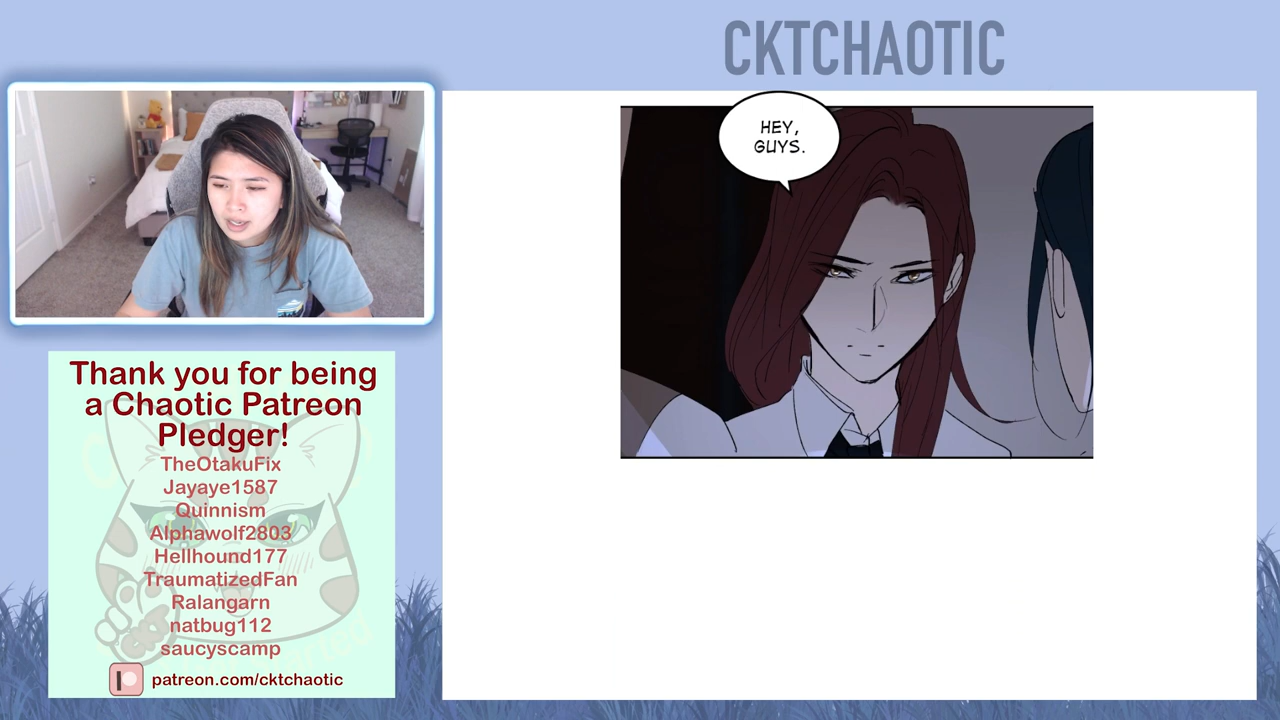 CKTCHAOTIC
HEY,
GUYS.
Thank you for being
a Chaotic Patreon
Pledger!
TheOtakuFix
Jayaye1587
Quinnism
Alphawolf2803
Hellhound177
TraumatizedFan
Ralangarn
natbug112
saucyscamp
patreon.com/cktchaotic